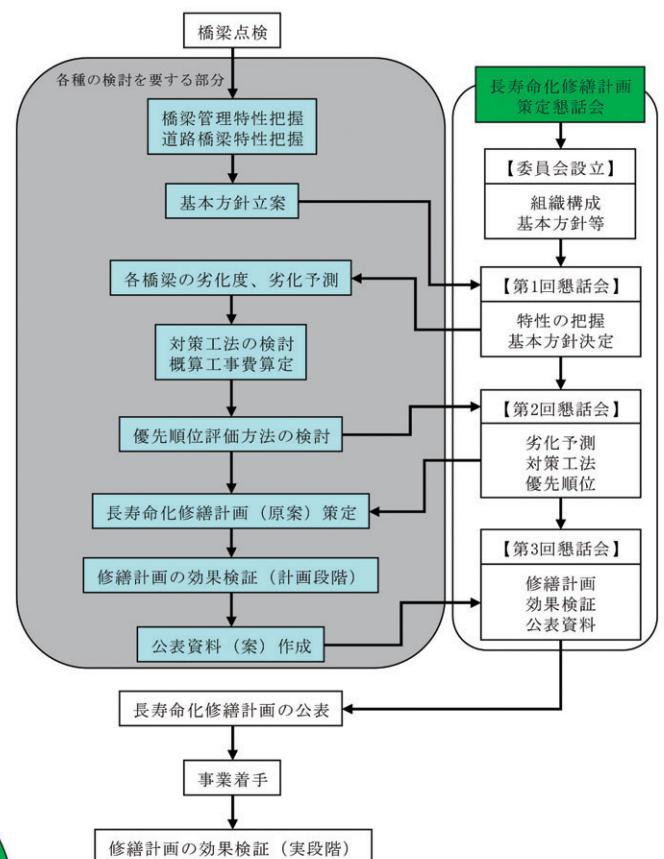 橋梁点検
各種の検討を要する部分
橋梁管理特性把握
道路橋梁特性把握
基本方針立案
各橋梁の劣化度、劣化予測
対策工法の検討
概算工事費算定
優先順位評価方法の検討
長寿命化修繕計画（原案）策定
修繕計画の効果検証（計画段階）
公表資料（案）作成
長寿命化修繕計画
策定懇話会
【委員会設立】
組織構成
基本方針等
【第1回懇話会】
特性の把握
基本方針決定
【第2回懇話会】
劣化予測
対策工法
優先順位
【第3回懇話会】
修繕計画
効果検証
公表資料
長寿命化修繕計画の公表
事業着手
修繕計画の効果検証（実段階）